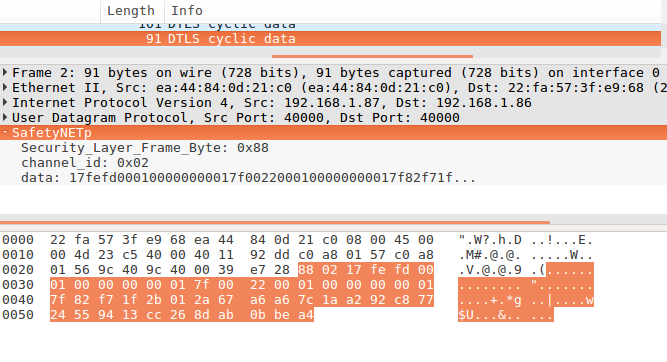 Length Info
101 DTLS cyclic data
91 DTLS cyclic data
Frame 2: 91 bytes on wire (728 bits), 91 bytes captured (728 bits) on interface 0
Ethernet II, Src: ea:44:84:0d:21:c0 (ea:44:84:0d:21:c0), Dst: 22:fa:57:3f:e9:68 (2
Internet Protocol Version 4, Src: 192.168.1.87, Dst: 192.168.1.86
User Datagram Protocol, Src Port: 40000, Dst Port: 40000
SafetyNETp
Security_Layer_Frame_Byte: 0x88
channel_id: 0x02
data: 17fefd000100000000017f0022000100000000017f82f71f...
0000 22 fa 57 3f e9 68 ea 44 84 0d 21 c0 08 00 45 00 ".W?.h.D ..!...E.
0010 00 4d 23 c5 40 00 40 11 92 dd c0 a8 01 57 c0 a8 .M#.@.@. .....W..
0020 01 56 9c 40 9c 40 00 39 e7 28 88 02 17 fe fd 00 .V.@.@.9 .(......
0030 01 00 00 00 00 01 7f 00 22 00 01 00 00 00 00 01 ........ ".......
0040 7f 82 f7 1f 2b 01 2a 67 a6 a6 7c 1a a2 92 c8 77 ....+.*g ..|....w
0050 24 55 94 13 cc 26 8d ab 0b be a4 $U...&.. ...